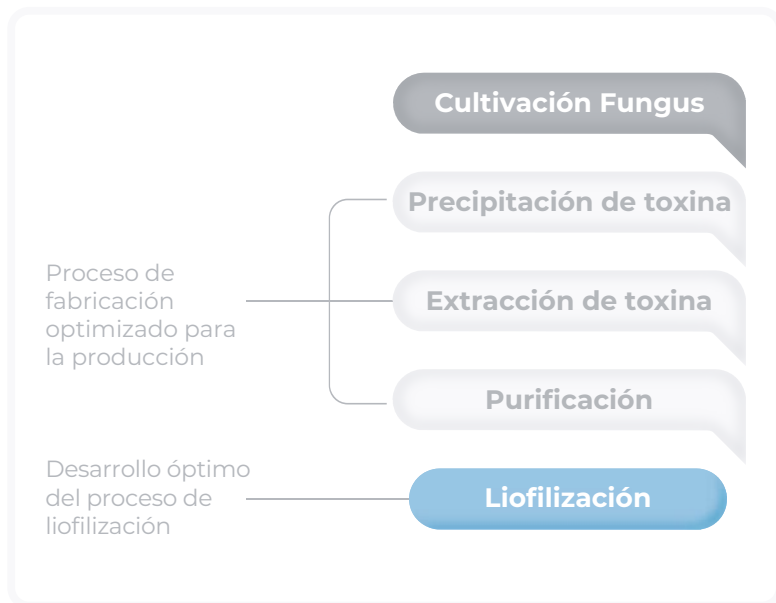 Cultivación Fungus
Precipitación de toxina
Proceso de
fabricación
optimizado para
la producción
Extracción de toxina
Purificación
Desarrollo óptimo
del proceso de
liofilización
Liofilización